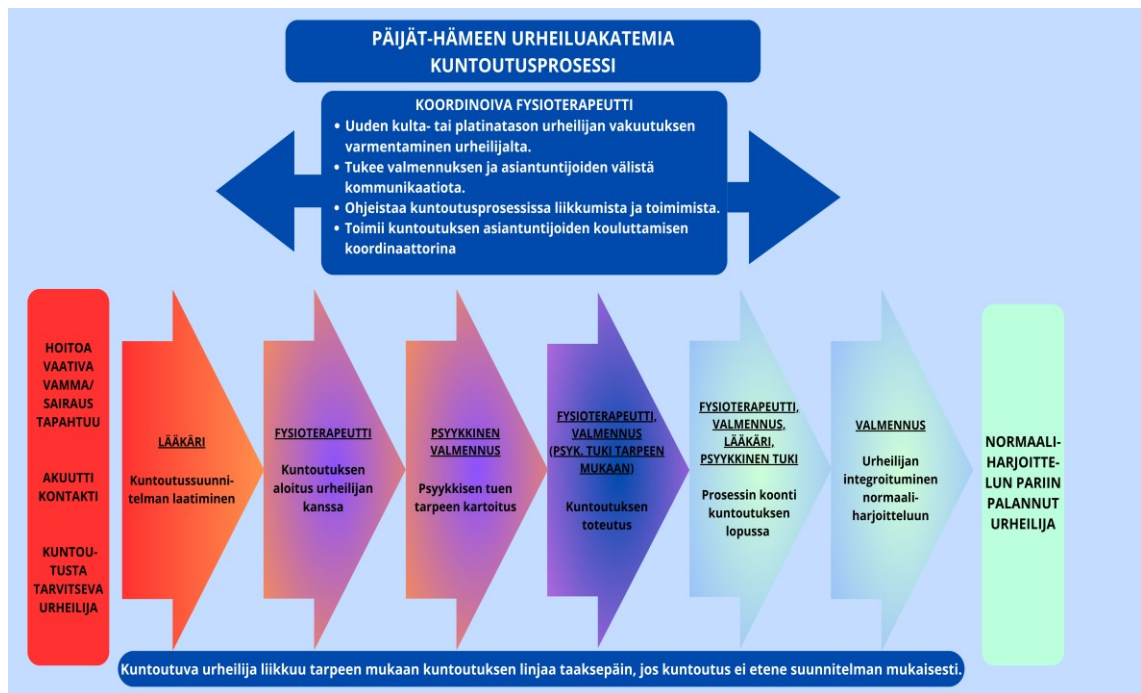 PÄIJÄT-HÄMEEN URHEILUAKATEMIA
KUNTOUTUSPROSESSI
KOORDINOIVA FYSIOTERAPEUTTI
• Uuden kulta- tai platinatason urheilijan vakuutuksen
varmentaminen urheilijalta.
• Tukee valmennuksen ja asiantuntijoiden välistä
kommunikaatiota.
• Ohjeistaa kuntoutusprosessissa liikkumista ja toimimista.
• Toimii kuntoutuksen asiantuntijoiden kouluttamisen
koordinaattorina
HOITOA
VAATIVA
VAMMA/
SAIRAUS
TAPAHTUU
AKUUTTI
KONTAKTI
KUNTOU-
TUSTA
TARVITSEVA
URHEILIJA
LÄÄKÄRI
Kuntoutussuunni-
telman laatiminen
FYSIOTERAPEUTTI
Kuntoutuksen
aloitus urheilijan
kanssa
PSYYKKINEN
VALMENNUS
Psyykkisen tuen
tarpeen kartoitus
FYSIOTERAPEUTTI,
VALMENNUS
(PSYK. TUKI TARPEEN
MUKAAN)
Kuntoutuksen
toteutus
FYSIOTERAPEUTTI,
VALMENNUS,
LÄÄKÄRI,
PSYYKKINEN TUKI
Prosessin koonti
kuntoutuksen
lopussa
VALMENNUS
Urheilijan
integroituminen
normaali-
harjoitteluun
NORMAALI-
HARJOITTE-
LUN PARIIN
PALANNUT
URHEILIJA
Kuntoutuva urheilija liikkuu tarpeen mukaan kuntoutuksen linjaa taaksepäin, jos kuntoutus ei etene suunnitelman mukaisesti.